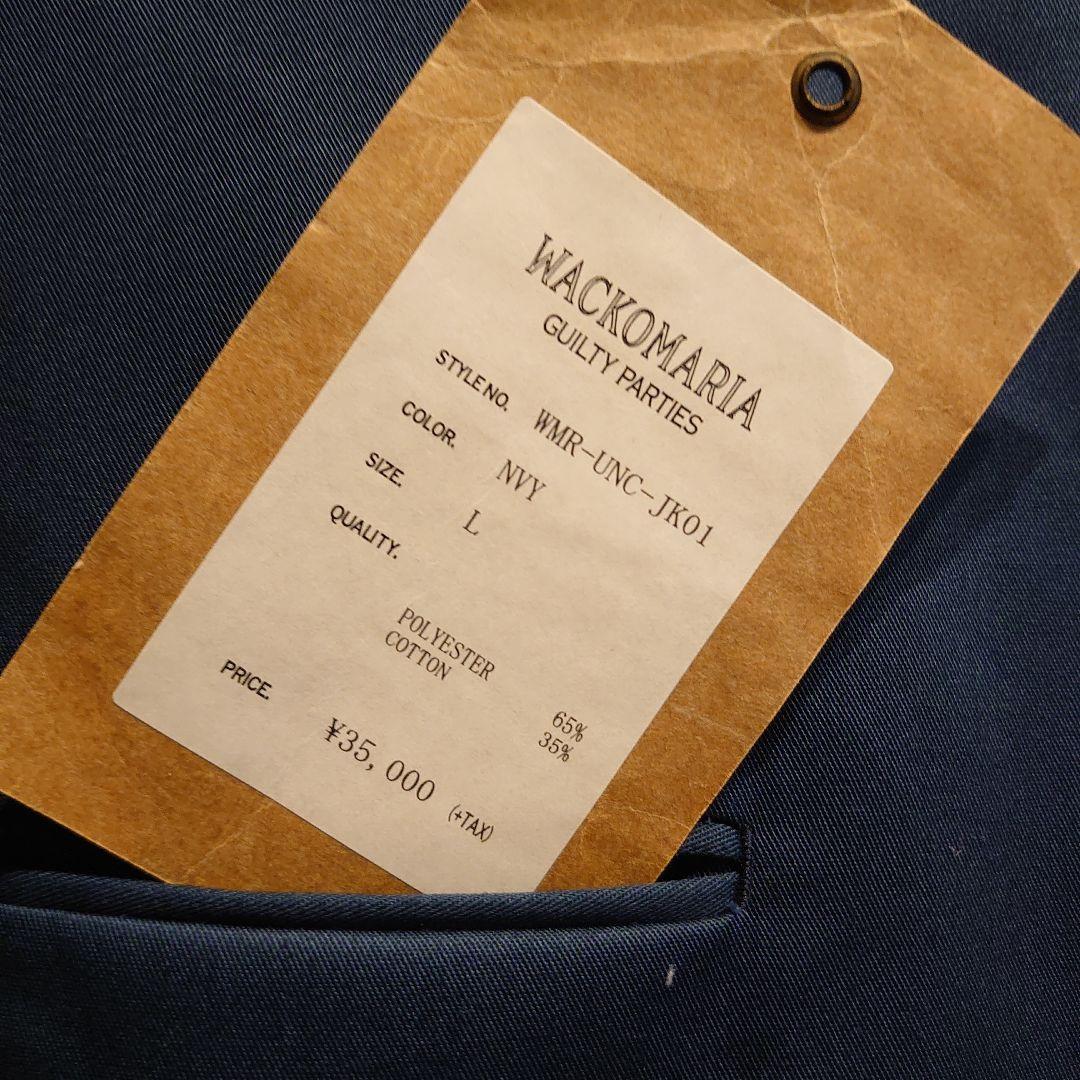 WACKOMARIA
GUILTY PARTIES
STYLE NO. WMR-UNC-JK01
COLOR. NVY
SIZE. L
QUALITY.
POLYESTER 65%
COTTON 35%
PRICE. ¥35,000 (+TAX)